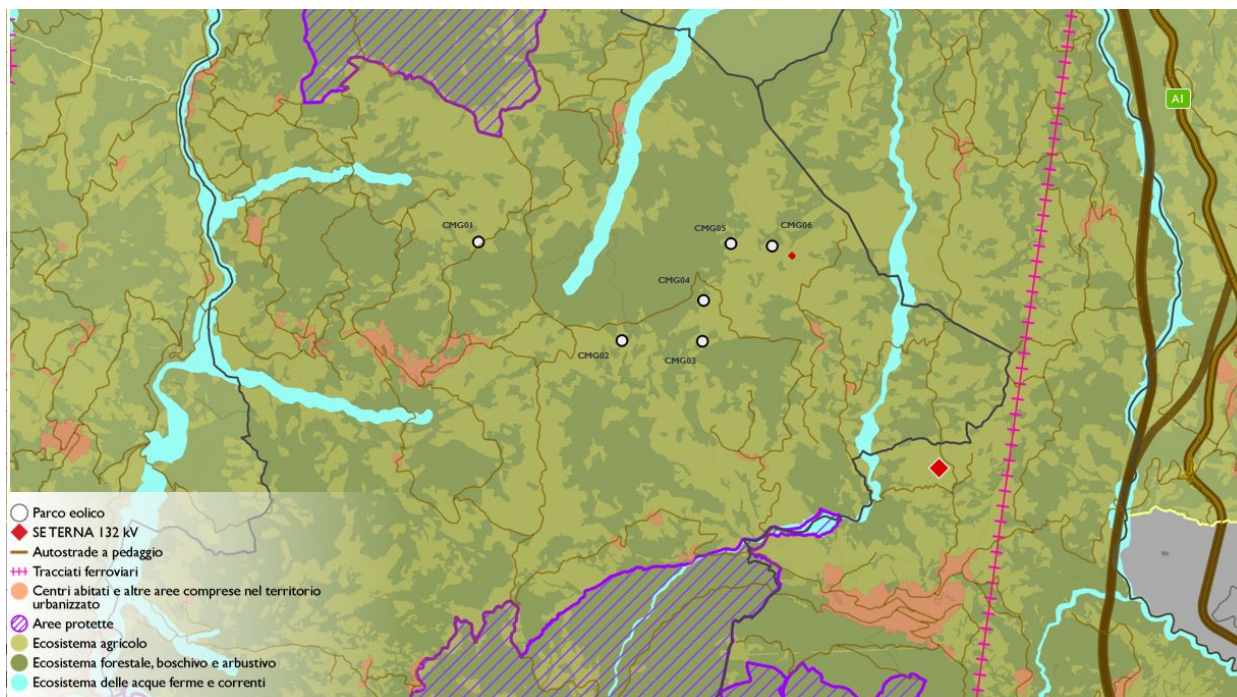 A1
CMG01
CMG05
CMG06
CMG04
CMG02
CMG03
Parco eolico
SE TERNA 132 kV
Autostrade a pedaggio
Tracciati ferroviari
Centri abitati e altre aree comprese nel territorio
urbanizzato
Aree protette
Ecosistema agricolo
Ecosistema forestale, boschivo e arbustivo
Ecosistema delle acque ferme e correnti